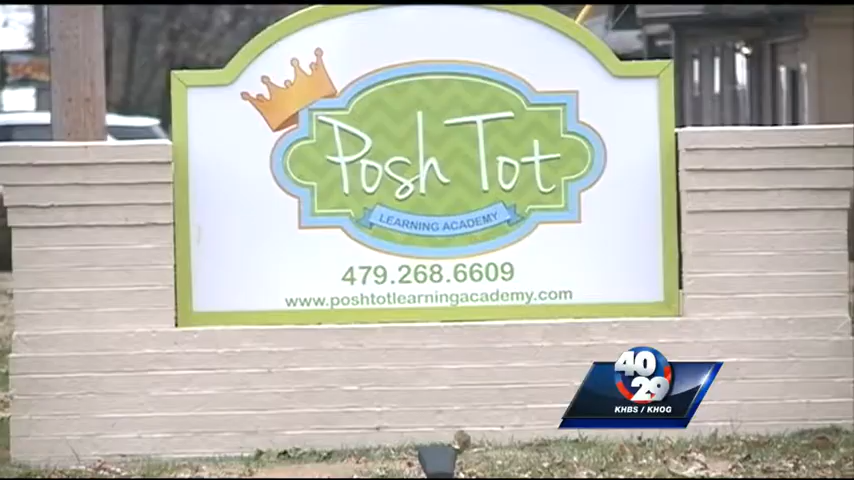 Posh Tot
LEARNING ACADEMY
479.268.6609
www.poshtotlearningacademy.com
40
29
KHBS / KHOG